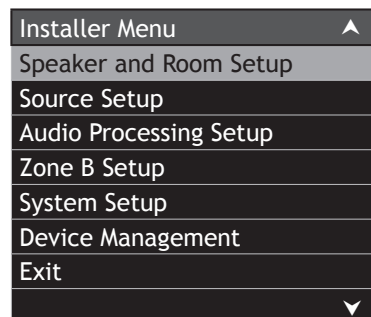 Installer Menu
Speaker and Room Setup
Source Setup
Audio Processing Setup
Zone B Setup
System Setup
Device Management
Exit